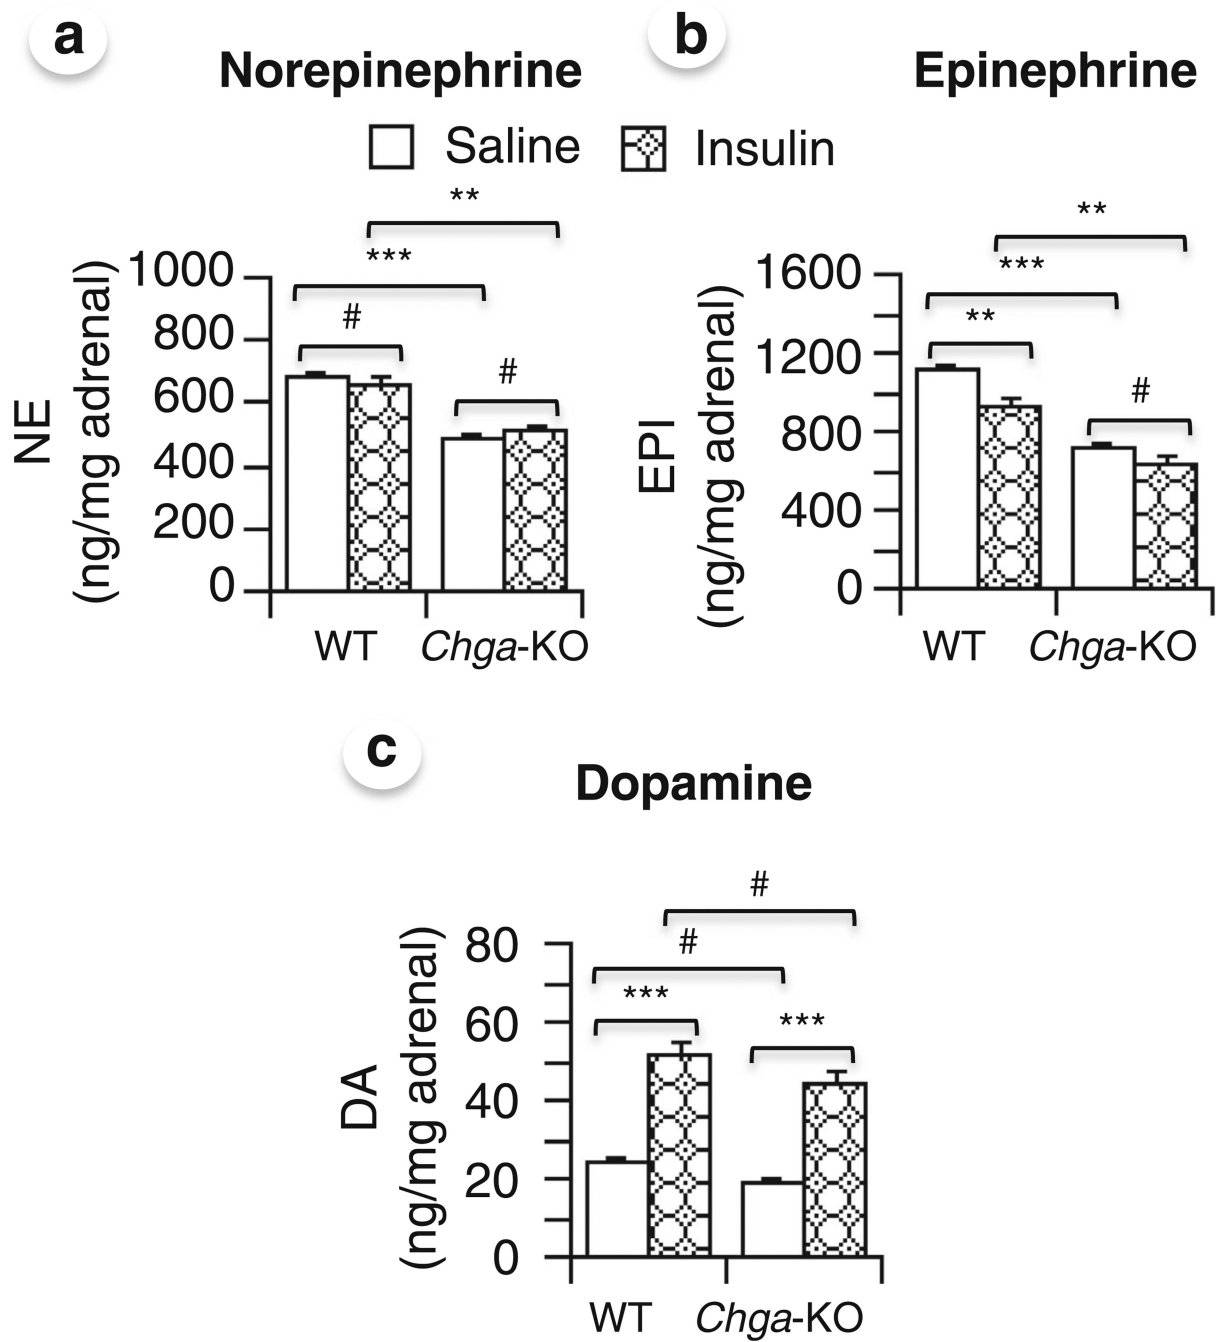 a
Norepinephrine
Saline
Insulin
**
***
#
#
1000
800
600
400
200
0
NE
(ng/mg adrenal)
WT
Chga-KO
b
Epinephrine
**
***
**
#
1600
1200
800
400
0
EPI
(ng/mg adrenal)
WT
Chga-KO
c
Dopamine
#
#
***
***
80
60
40
20
0
DA
(ng/mg adrenal)
WT
Chga-KO